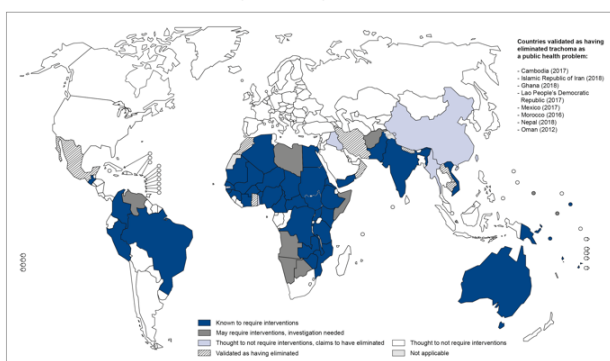 Countries validated as having
eliminated trachoma as
a public health problem:
- Cambodia (2017)
- Islamic Republic of Iran (2018)
- Ghana (2018)
- Lao People's Democratic
Republic (2017)
- Mexico (2017)
- Morocco (2016)
- Nepal (2018)
- Oman (2012)
Known to require interventions
May require interventions, investigation needed
Thought to not require interventions, claims to have eliminated
Thought to not require interventions
Validated as having eliminated
Not applicable